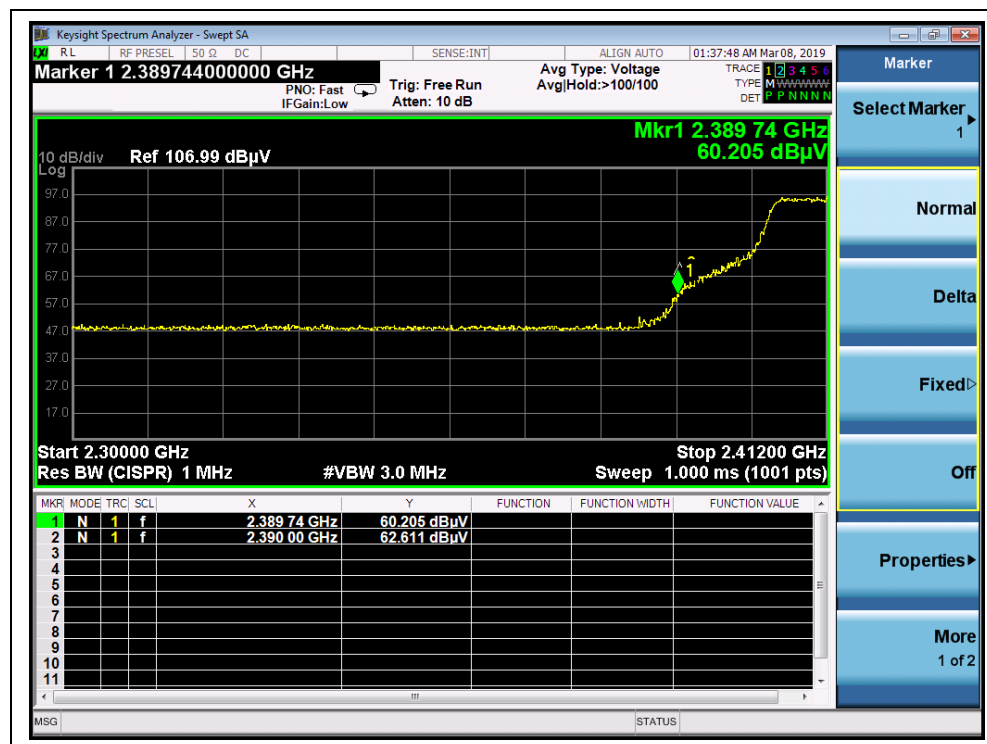 Keysight Spectrum Analyzer - Swept SA
LXI RL RF PRESEL 50 Ω DC SENSE:INT ALIGN AUTO 01:37:48 AM Mar 08, 2019
Marker 1 2.389744000000 GHz
PNO: Fast
IFGain:Low
Trig: Free Run
Atten: 10 dB
Avg Type: Voltage
Avg|Hold:>100/100
TRACE 1 2 3 4 5 6
TYPE M W W W W W
DET P P N N N N
Mkr1 2.389 74 GHz
60.205 dBµV
10 dB/div Ref 106.99 dBµV
Log
97.0
87.0
77.0
67.0
57.0
47.0
37.0
27.0
17.0
1
Start 2.30000 GHz Stop 2.41200 GHz
Res BW (CISPR) 1 MHz #VBW 3.0 MHz Sweep 1.000 ms (1001 pts)
MKR MODE TRC SCL X Y FUNCTION FUNCTION WIDTH FUNCTION VALUE
1 N 1 f 2.389 74 GHz 60.205 dBµV
2 N 1 f 2.390 00 GHz 62.611 dBµV
3
4
5
6
7
8
9
10
11
MSG STATUS
Marker
Select Marker
1
Normal
Delta
Fixed
Off
Properties
More
1 of 2